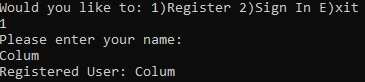 Would you like to: 1)Register 2)Sign In E)xit
1
Please enter your name:
Colum
Registered User: Colum